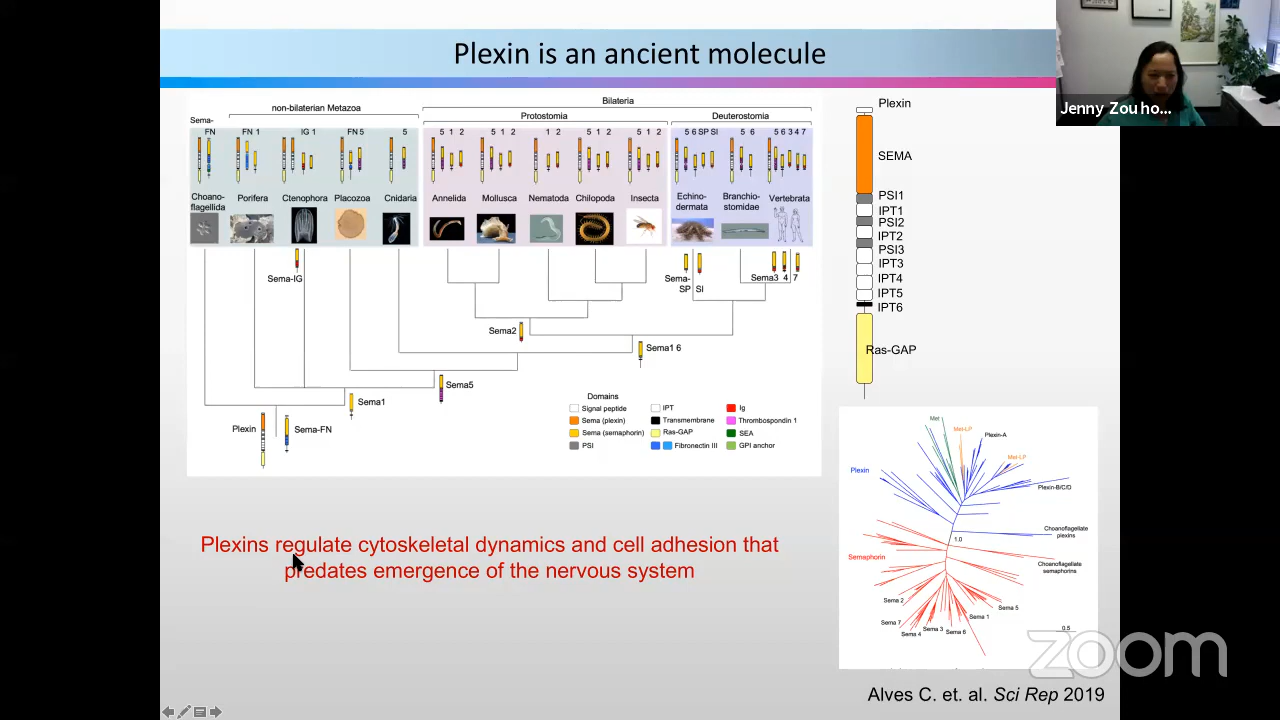 Plexin is an ancient molecule
Jenny Zou ho...
non-bilaterian Metazoa
Bilateria
Protostomia
Deuterostomia
Sema-
FN
FN 1
IG 1
FN 5
5
5 1 2
5 1 2
1 2
5 1 2
5 1 2
5 6 SP SI
5 6
5 6 3 4 7
Choano-
flagellida
Porifera
Ctenophora
Placozoa
Cnidaria
Annelida
Mollusca
Nematoda
Chilopoda
Insecta
Echino-
dermata
Branchio-
stomidae
Vertebrata
Sema-IG
Sema-
SP SI
Sema3 4 7
Sema2
Sema1 6
Sema5
Sema1
Plexin
Sema-FN
Domains
Signal peptide
Sema (plexin)
Sema (semaphorin)
PSI
IPT
Transmembrane
Ras-GAP
Fibronectin III
Ig
Thrombospondin 1
SEA
GPI anchor
Plexin
SEMA
PSI1
IPT1
PSI2
IPT2
PSI3
IPT3
IPT4
IPT5
IPT6
Ras-GAP
Met
Met-LP
Plexin-A
Met-LP
Plexin
Plexin-B/C/D
Choanoflagellate
plexins
1.0
Semaphorin
Choanoflagellate
semaphorins
Sema 2
Sema 5
Sema 7
Sema 1
Sema 3
Sema 6
Sema 4
0.5
Plexins regulate cytoskeletal dynamics and cell adhesion that
predates emergence of the nervous system
zoom
Alves C. et. al. Sci Rep 2019